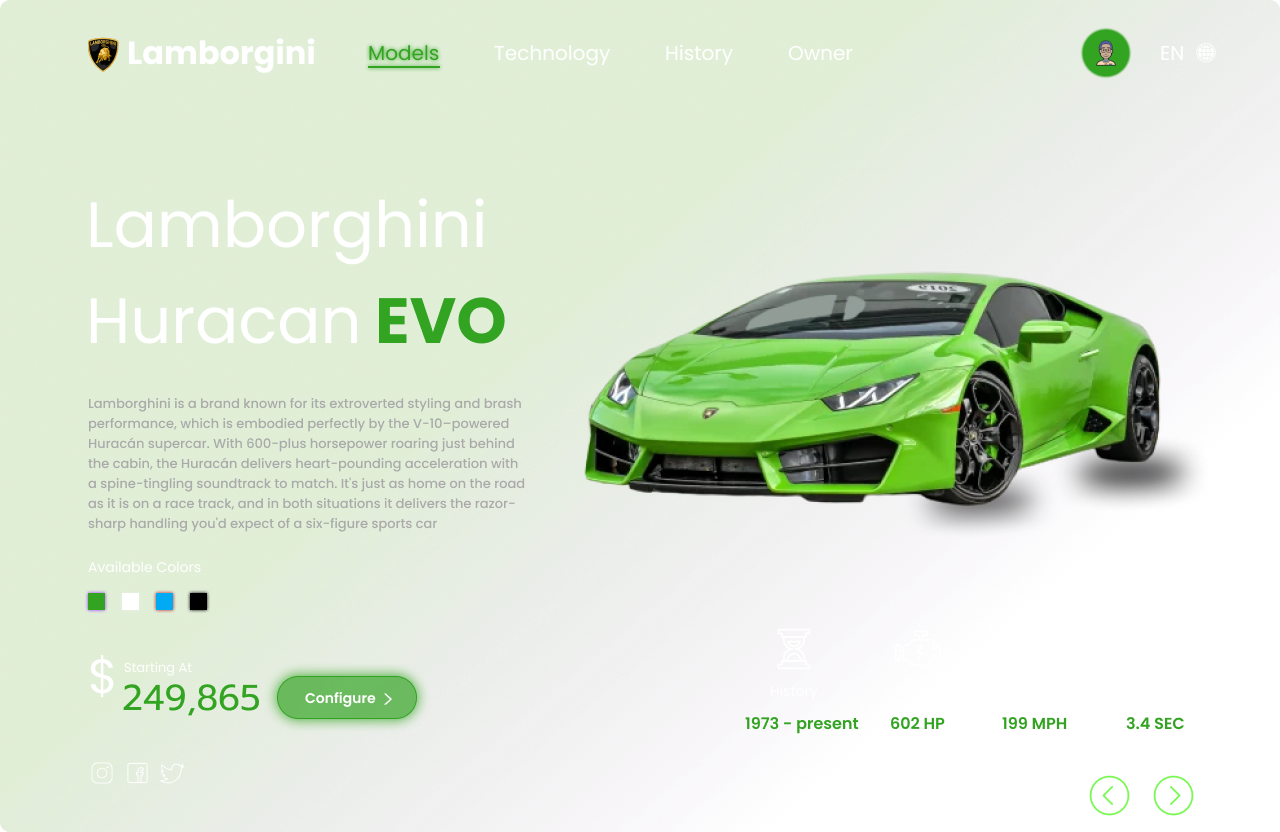 Lamborgini
Models
Technology
History
Owner
EN
Lamborghini
Huracan EVO
2019
Lamborghini is a brand known for its extroverted styling and brash
performance, which is embodied perfectly by the V-10–powered
Huracán supercar. With 600-plus horsepower roaring just behind
the cabin, the Huracán delivers heart-pounding acceleration with
a spine-tingling soundtrack to match. It's just as home on the road
as it is on a race track, and in both situations it delivers the razor-
sharp handling you'd expect of a six-figure sports car
Available Colors
$
Starting At
249,865
Configure
History
1973 - present
602 HP
199 MPH
3.4 SEC